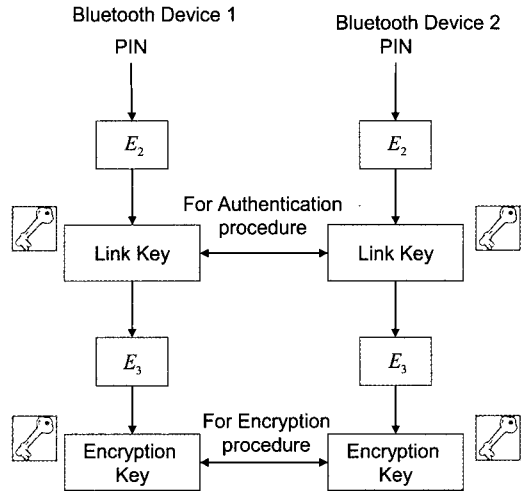 Bluetooth Device 1
Bluetooth Device 2
PIN
PIN
E₂
E₂
For Authentication
procedure
Link Key
Link Key
E₃
E₃
For Encryption
procedure
Encryption
Key
Encryption
Key